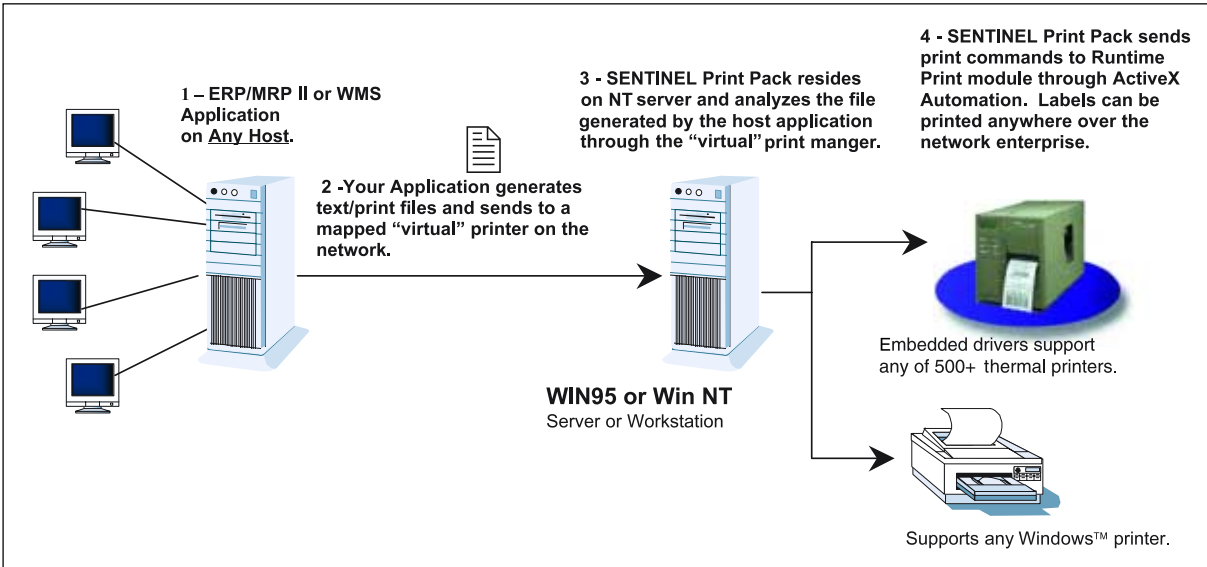 1 – ERP/MRP II or WMS
Application
on Any Host.
2 -Your Application generates
text/print files and sends to a
mapped “virtual” printer on the
network.
3 - SENTINEL Print Pack resides
on NT server and analyzes the file
generated by the host application
through the “virtual” print manger.
4 - SENTINEL Print Pack sends
print commands to Runtime
Print module through ActiveX
Automation. Labels can be
printed anywhere over the
network enterprise.
WIN95 or Win NT
Server or Workstation
Embedded drivers support
any of 500+ thermal printers.
Supports any Windows™ printer.